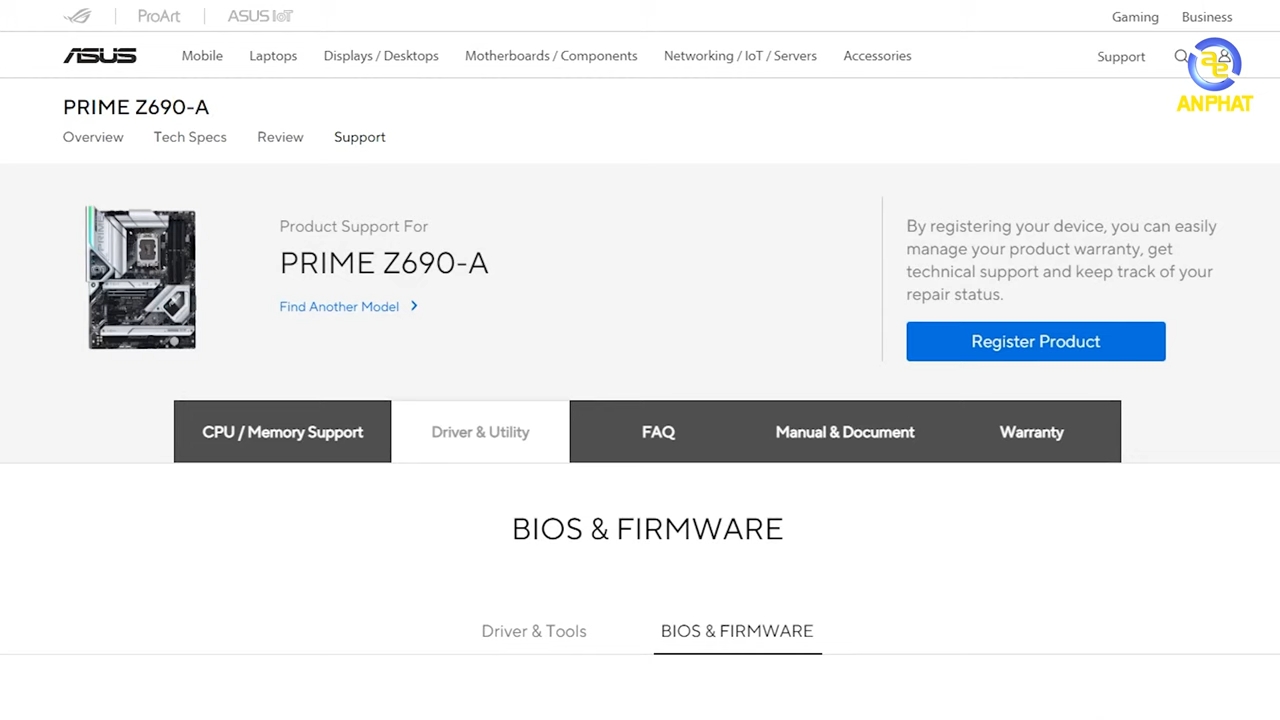 ProArt
ASUS IoT
Gaming
Business
ASUS
Mobile
Laptops
Displays / Desktops
Motherboards / Components
Networking / IoT / Servers
Accessories
Support
ae
ANPHAT
PRIME Z690-A
Overview
Tech Specs
Review
Support
Product Support For
PRIME Z690-A
Find Another Model
By registering your device, you can easily
manage your product warranty, get
technical support and keep track of your
repair status.
Register Product
CPU / Memory Support
Driver & Utility
FAQ
Manual & Document
Warranty
BIOS & FIRMWARE
Driver & Tools
BIOS & FIRMWARE